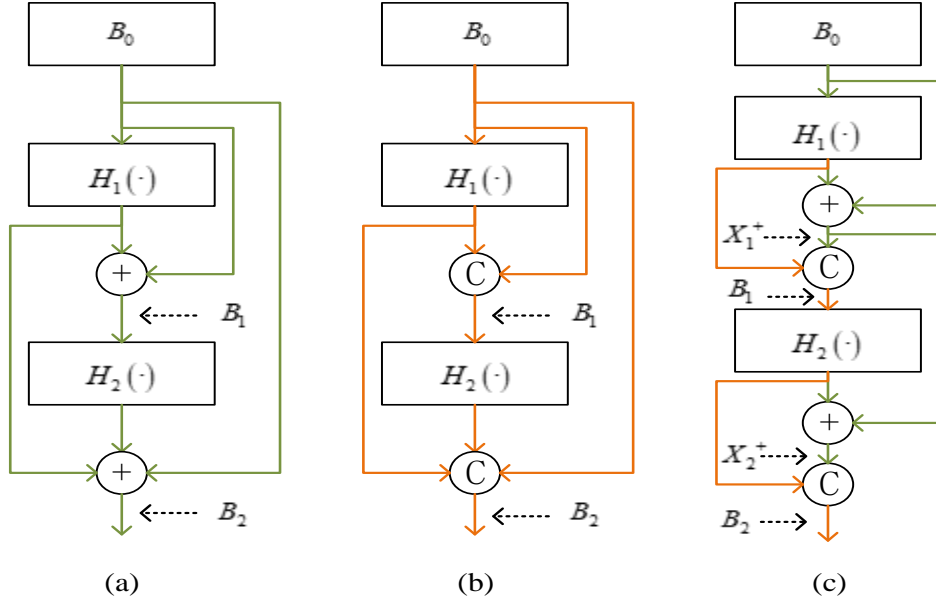 B₀
H₁(·)
+
B₁
H₂(·)
+
B₂
(a)
B₀
H₁(·)
C
B₁
H₂(·)
C
B₂
(b)
B₀
H₁(·)
+
X₁⁺
C
B₁
H₂(·)
+
X₂⁺
C
B₂
(c)